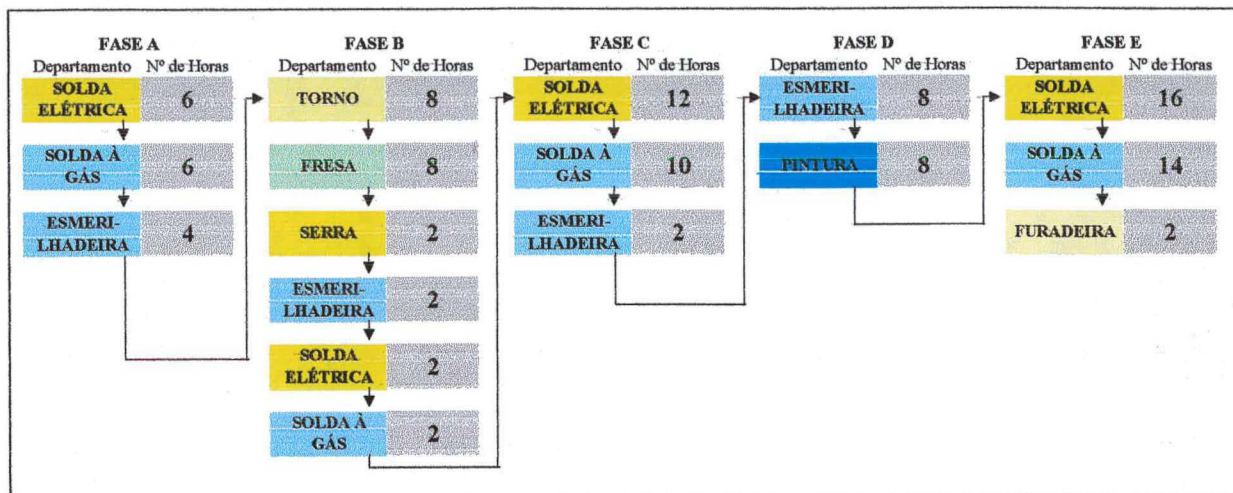 FASE A
Departamento Nº de Horas
SOLDA
ELÉTRICA 6
SOLDA À
GÁS 6
ESMERI-
LHADEIRA 4
FASE B
Departamento Nº de Horas
TORNO 8
FRESA 8
SERRA 2
ESMERI-
LHADEIRA 2
SOLDA
ELÉTRICA 2
SOLDA À
GÁS 2
FASE C
Departamento Nº de Horas
SOLDA
ELÉTRICA 12
SOLDA À
GÁS 10
ESMERI-
LHADEIRA 2
FASE D
Departamento Nº de Horas
ESMERI-
LHADEIRA 8
PINTURA 8
FASE E
Departamento Nº de Horas
SOLDA
ELÉTRICA 16
SOLDA À
GÁS 14
FURADEIRA 2